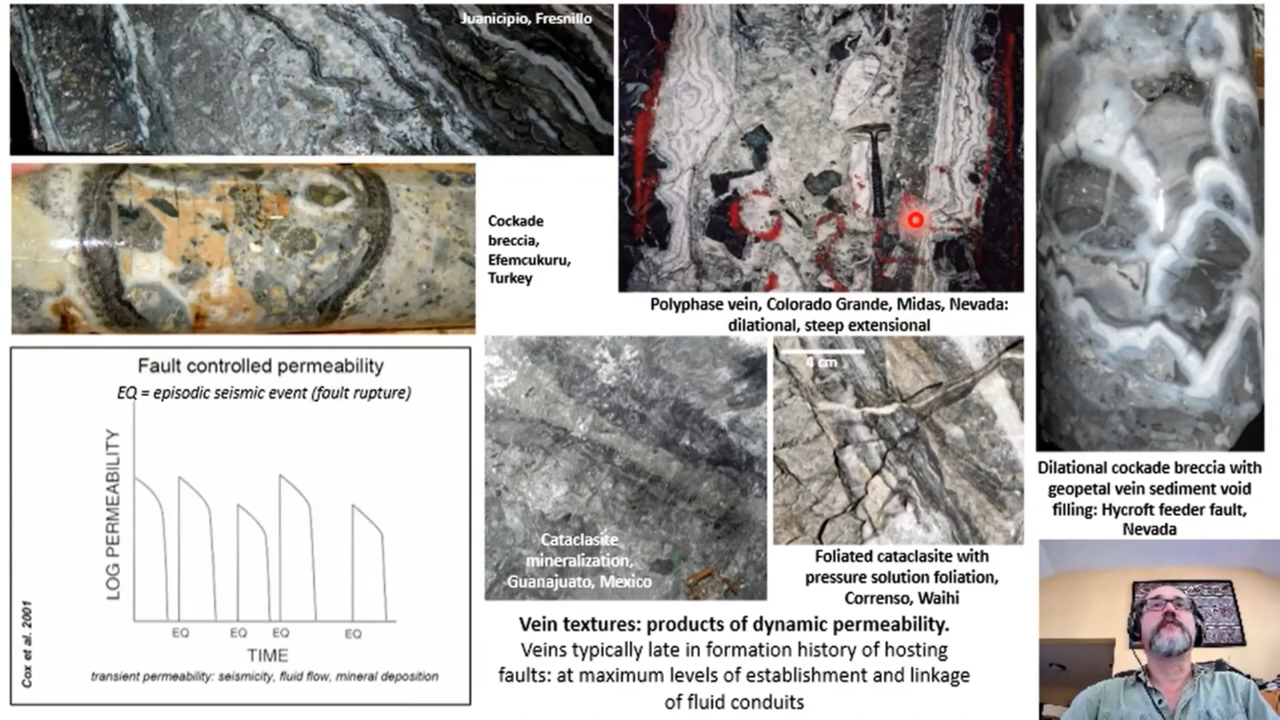 Juanicipio, Fresnillo
Cockade
breccia,
Efemcukuru,
Turkey
Polyphase vein, Colorado Grande, Midas, Nevada:
dilational, steep extensional
Fault controlled permeability
EQ = episodic seismic event (fault rupture)
LOG PERMEABILITY
EQ EQ EQ EQ
TIME
transient permeability: seismicity, fluid flow, mineral deposition
Cox et al. 2001
Cataclasite
mineralization,
Guanajuato, Mexico
4 cm
Foliated cataclasite with
pressure solution foliation,
Correnso, Waihi
Dilational cockade breccia with
geopetal vein sediment void
filling: Hycroft feeder fault,
Nevada
Vein textures: products of dynamic permeability.
Veins typically late in formation history of hosting
faults: at maximum levels of establishment and linkage
of fluid conduits